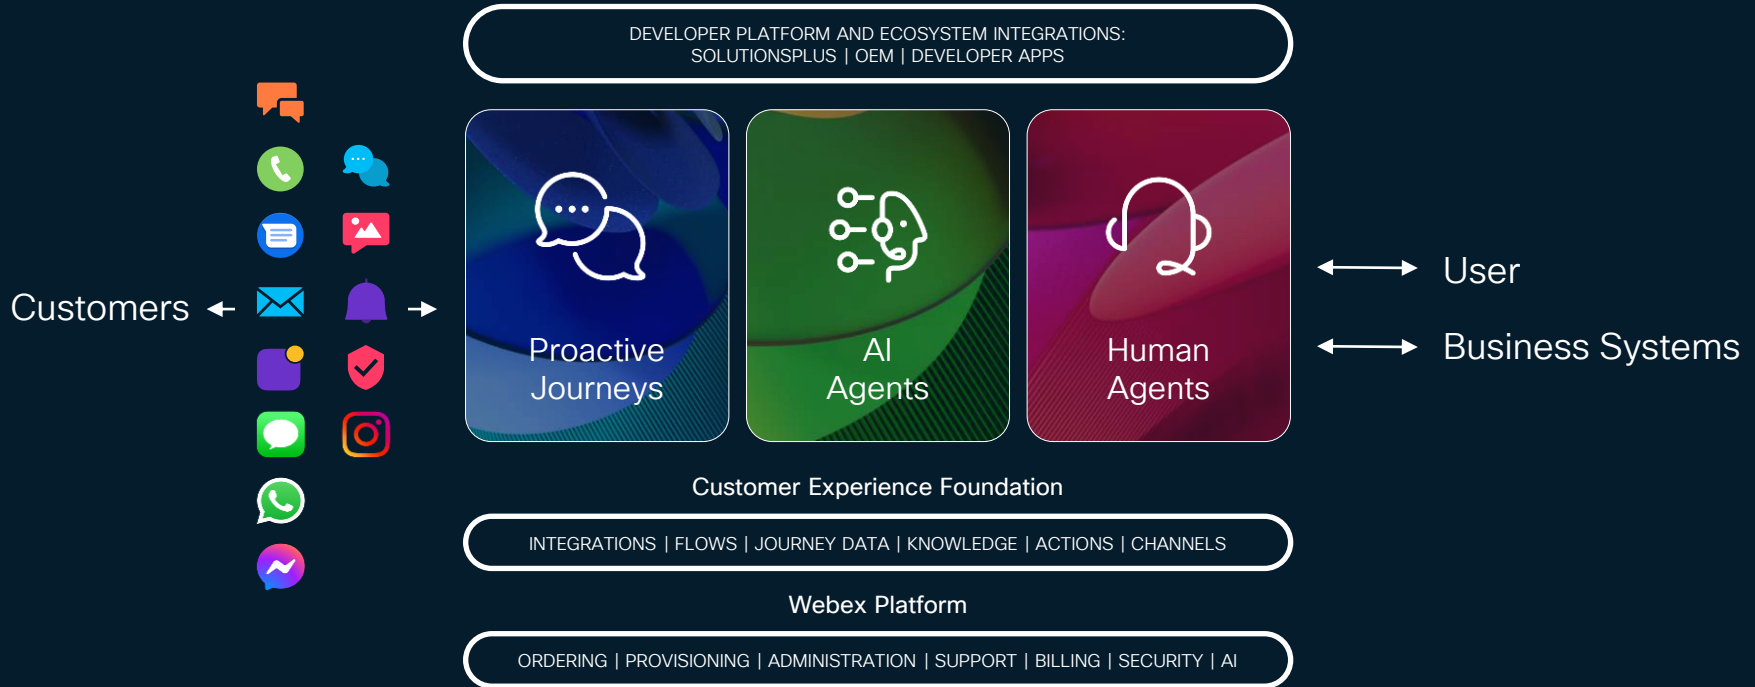 DEVELOPER PLATFORM AND ECOSYSTEM INTEGRATIONS:
SOLUTIONSPLUS | OEM | DEVELOPER APPS
Customers
Proactive
Journeys
AI
Agents
Human
Agents
User
Business Systems
Customer Experience Foundation
INTEGRATIONS | FLOWS | JOURNEY DATA | KNOWLEDGE | ACTIONS | CHANNELS
Webex Platform
ORDERING | PROVISIONING | ADMINISTRATION | SUPPORT | BILLING | SECURITY | AI